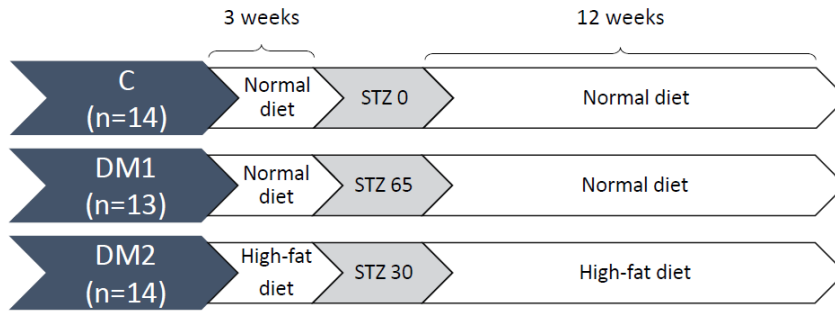 3 weeks
12 weeks
C
(n=14)
Normal
diet
STZ 0
Normal diet
DM1
(n=13)
Normal
diet
STZ 65
Normal diet
DM2
(n=14)
High-fat
diet
STZ 30
High-fat diet